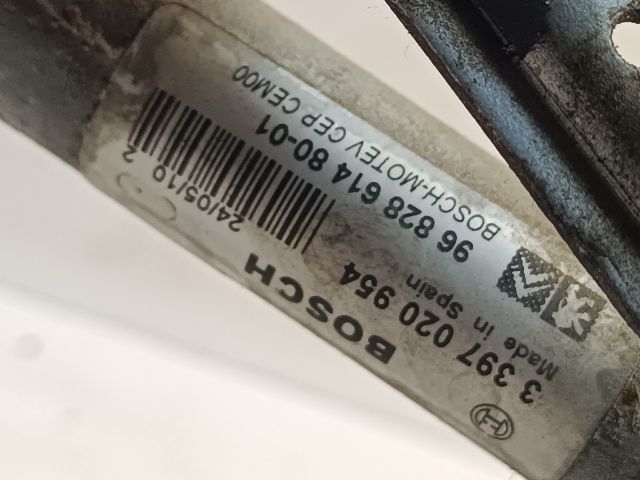 BOSCH
3 397 020 954
Made in Spain
96 828 614 80-01
BOSCH-MOTEV GEP CEM00
24/05/10 2